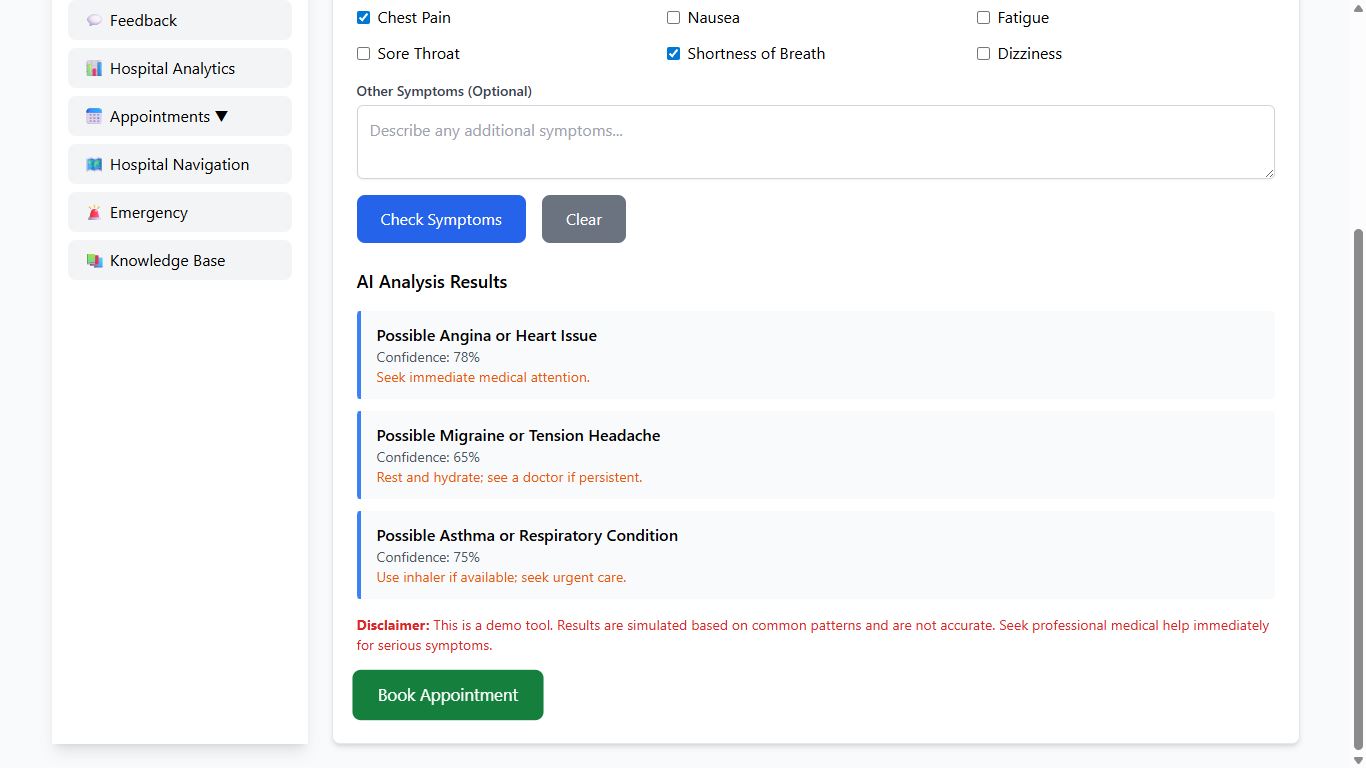 Feedback
Hospital Analytics
Appointments ▼
Hospital Navigation
Emergency
Knowledge Base
Chest Pain
Nausea
Fatigue
Sore Throat
Shortness of Breath
Dizziness
Other Symptoms (Optional)
Describe any additional symptoms...
Check Symptoms
Clear
AI Analysis Results
Possible Angina or Heart Issue
Confidence: 78%
Seek immediate medical attention.
Possible Migraine or Tension Headache
Confidence: 65%
Rest and hydrate; see a doctor if persistent.
Possible Asthma or Respiratory Condition
Confidence: 75%
Use inhaler if available; seek urgent care.
Disclaimer: This is a demo tool. Results are simulated based on common patterns and are not accurate. Seek professional medical help immediately
for serious symptoms.
Book Appointment